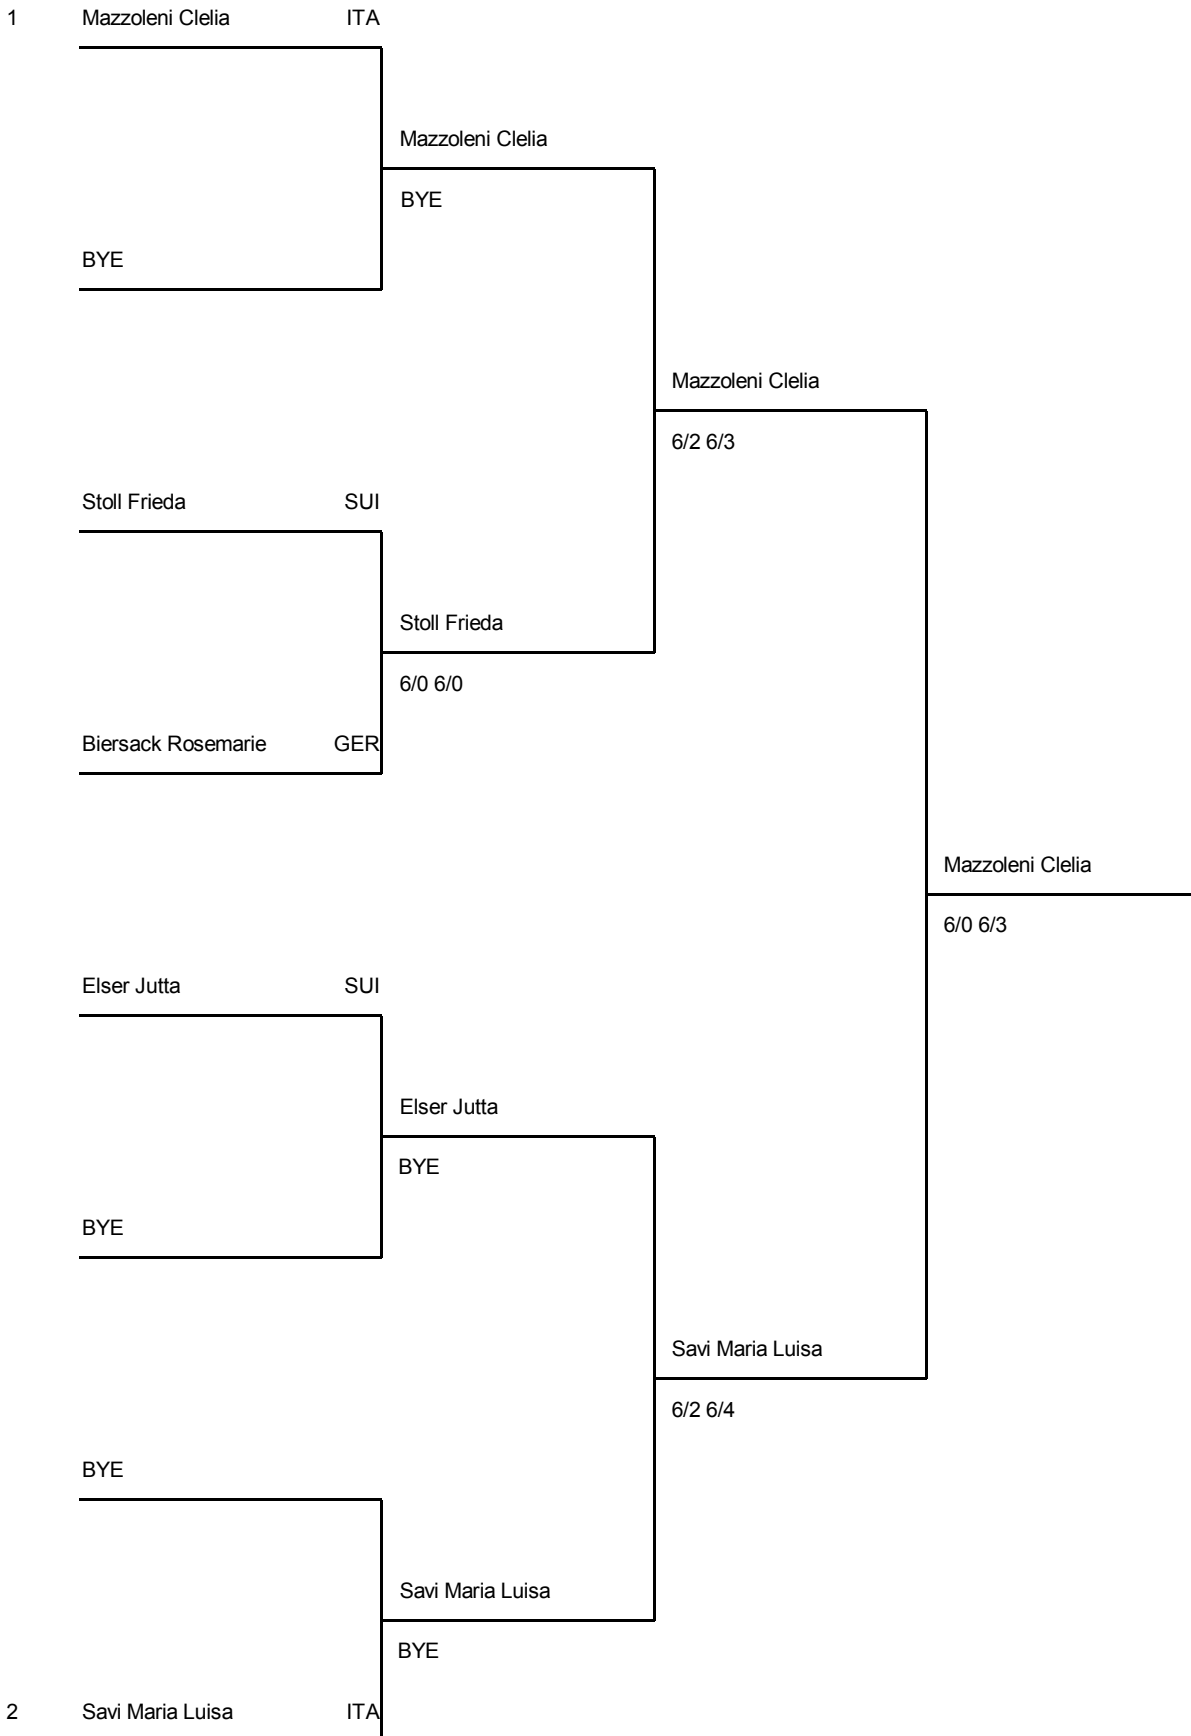 1 Mazzoleni Clelia ITA
Mazzoleni Clelia
BYE
BYE
Mazzoleni Clelia
6/2 6/3
Stoll Frieda SUI
Stoll Frieda
6/0 6/0
Biersack Rosemarie GER
Mazzoleni Clelia
6/0 6/3
Elser Jutta SUI
Elser Jutta
BYE
BYE
Savi Maria Luisa
6/2 6/4
BYE
Savi Maria Luisa
BYE
2 Savi Maria Luisa ITA